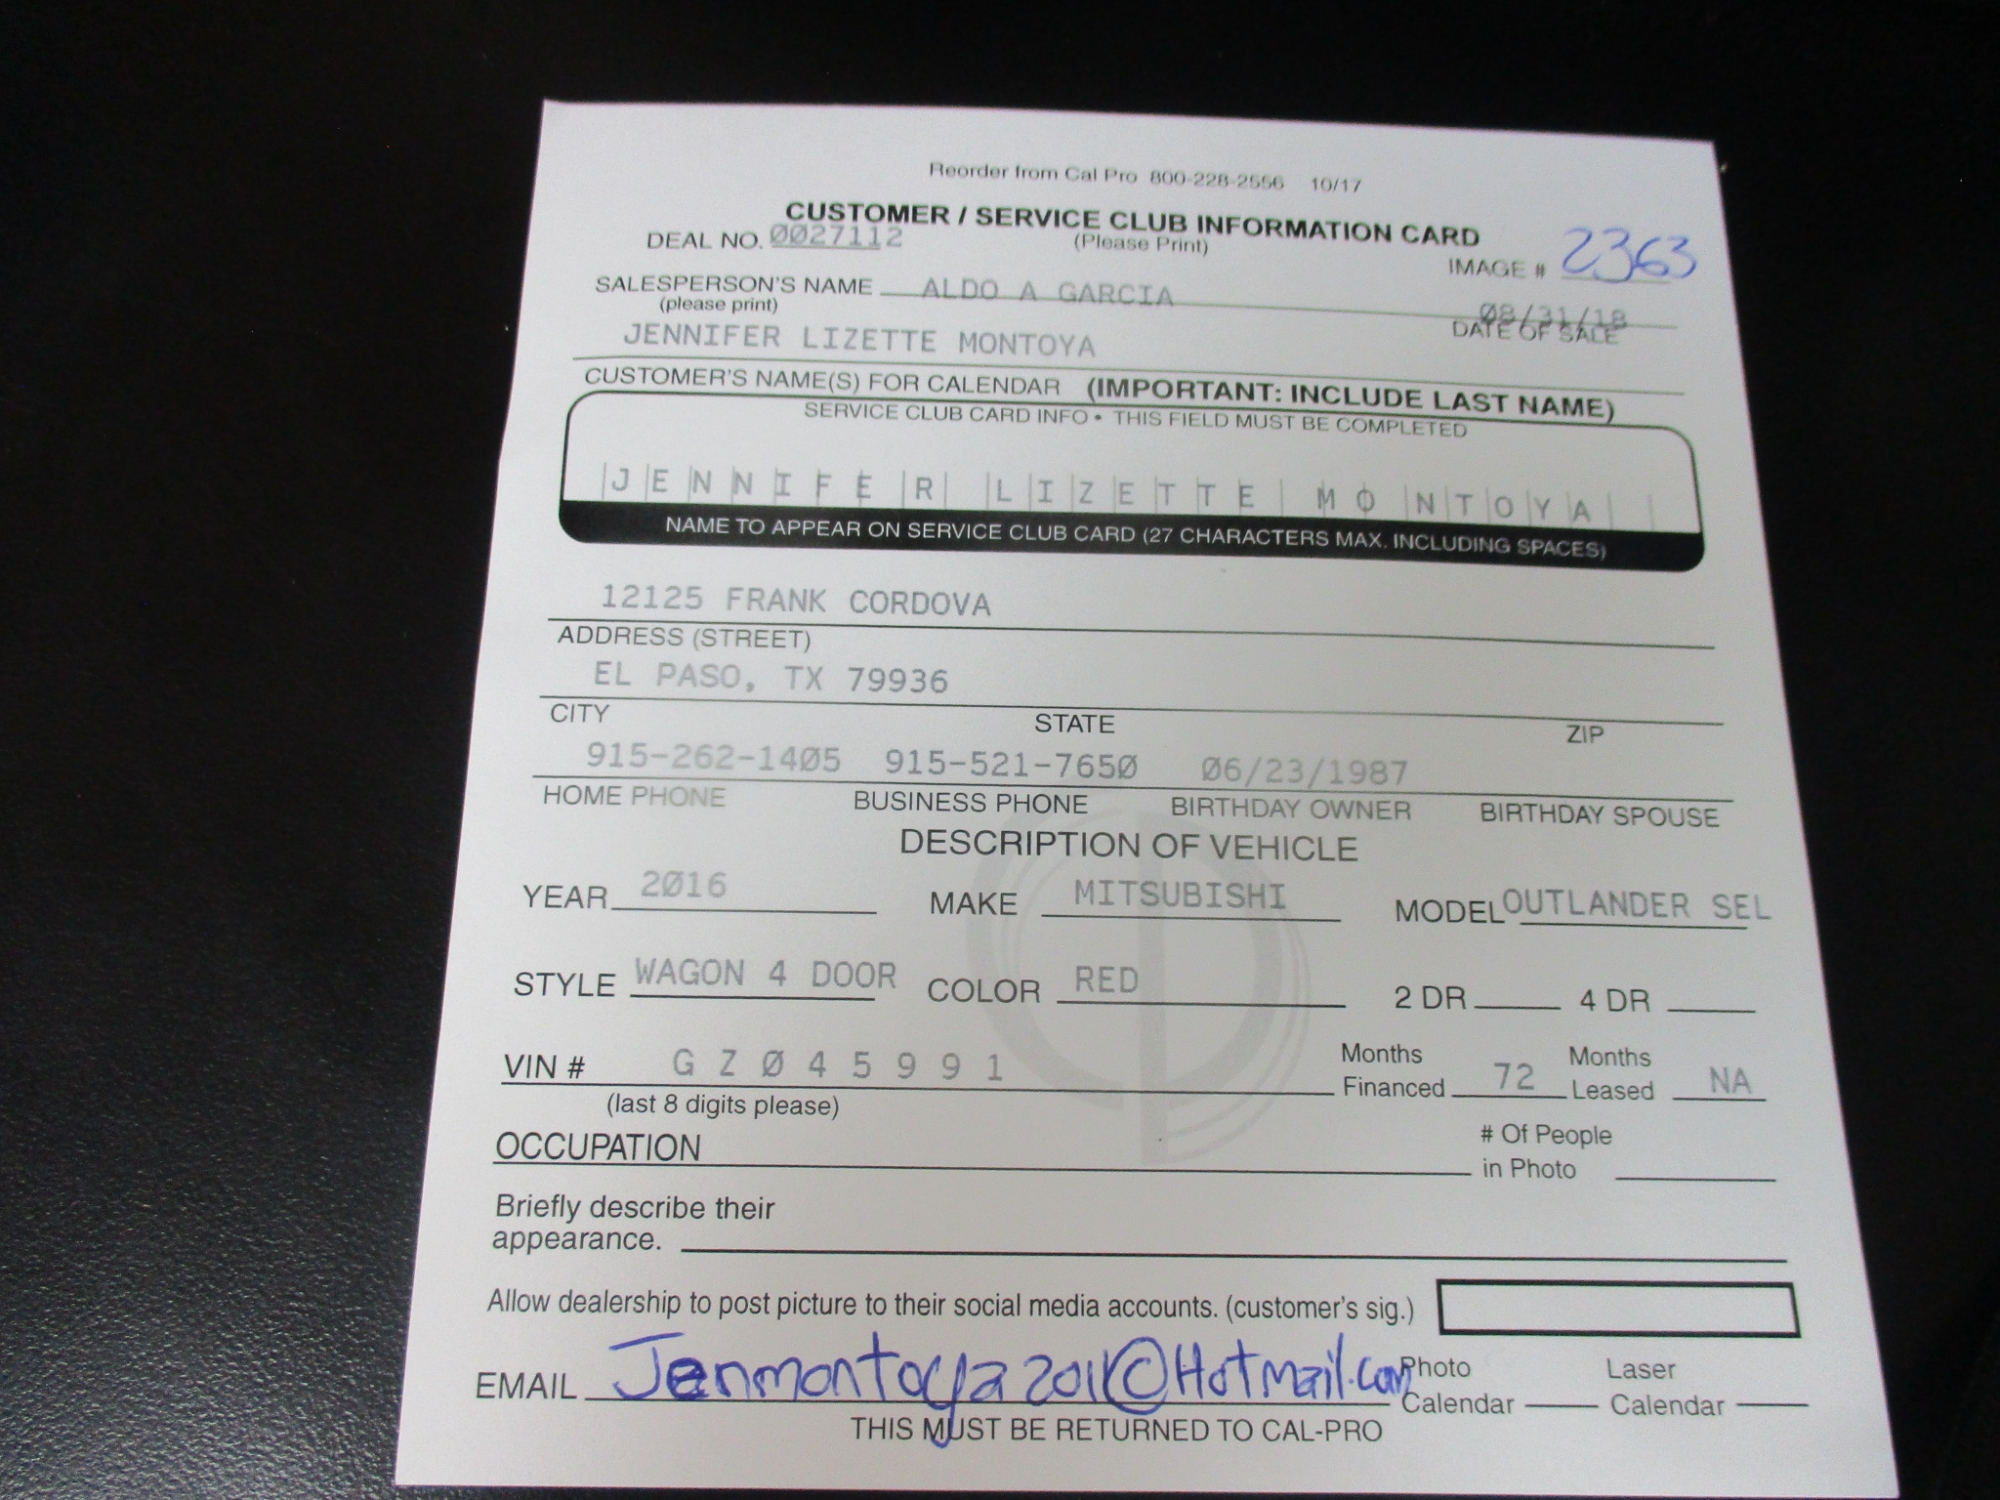 Reorder from Cal Pro 800-228-2556 10/17
CUSTOMER / SERVICE CLUB INFORMATION CARD
DEAL NO. 0027112 (Please Print)
IMAGE # 2363
SALESPERSON'S NAME ALDO A GARCIA
(please print) 08/31/18
DATE OF SALE
JENNIFER LIZETTE MONTOYA
CUSTOMER'S NAME(S) FOR CALENDAR (IMPORTANT: INCLUDE LAST NAME)
SERVICE CLUB CARD INFO • THIS FIELD MUST BE COMPLETED
JENNIFER LIZETTE MONTOYA
NAME TO APPEAR ON SERVICE CLUB CARD (27 CHARACTERS MAX. INCLUDING SPACES)
12125 FRANK CORDOVA
ADDRESS (STREET)
EL PASO, TX 79936
CITY STATE ZIP
915-262-1405 915-521-7650 06/23/1987
HOME PHONE BUSINESS PHONE BIRTHDAY OWNER BIRTHDAY SPOUSE
DESCRIPTION OF VEHICLE
YEAR 2016 MAKE MITSUBISHI MODEL OUTLANDER SEL
STYLE WAGON 4 DOOR COLOR RED 2 DR 4 DR
VIN # G Z 0 4 5 9 9 1 Months Financed 72 Months Leased NA
(last 8 digits please)
OCCUPATION # Of People in Photo
Briefly describe their
appearance.
Allow dealership to post picture to their social media accounts. (customer's sig.)
EMAIL Jenmontoya2011@Hotmail.com Photo Calendar Laser Calendar
THIS MUST BE RETURNED TO CAL-PRO